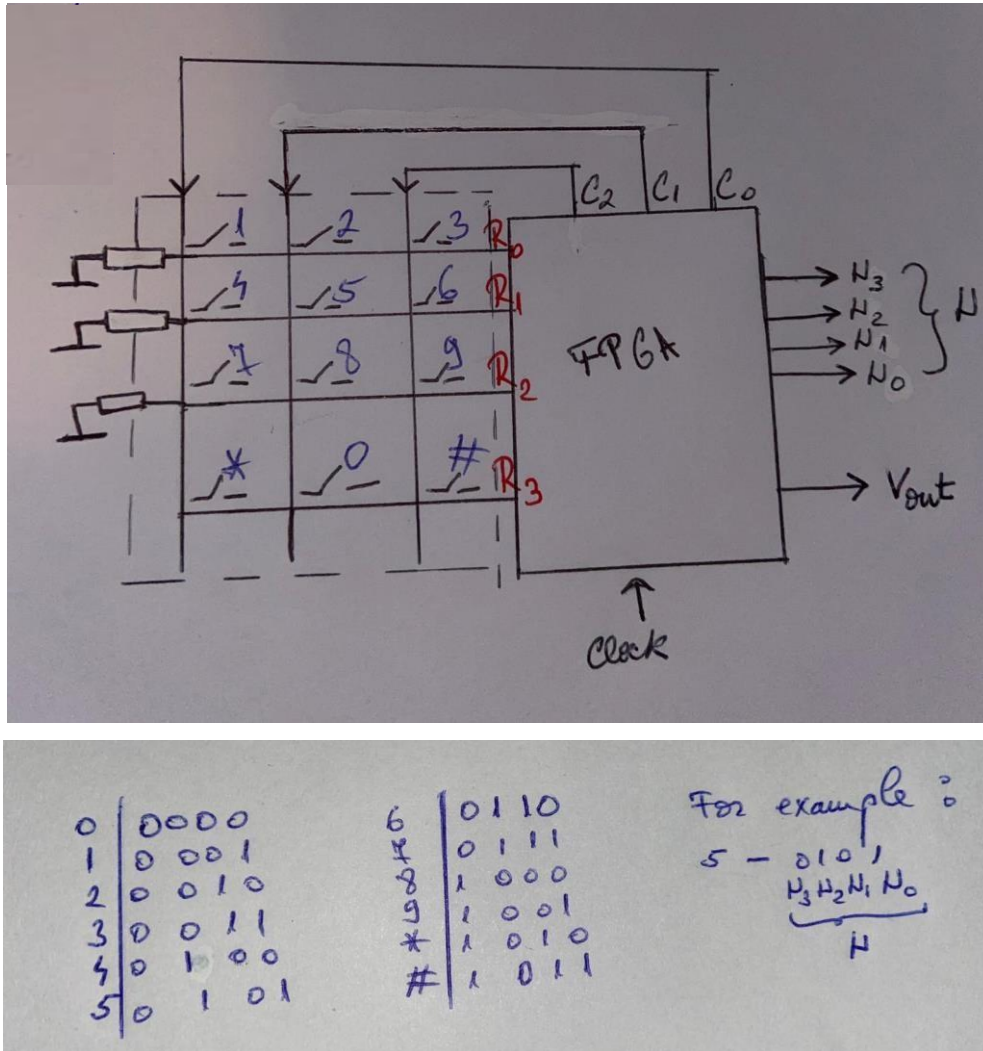 C2 C1 C0
1 2 3 R0
4 5 6 R1
7 8 9 R2
* 0 # R3
FPGA
N3
N2
N1
N0
N
Vout
Clock
0 | 0000
1 | 0001
2 | 0010
3 | 0011
4 | 0100
5 | 0101
6 | 0110
7 | 0111
8 | 1000
9 | 1001
* | 1010
# | 1011
For example :
5 - 0101
N3 N2 N1 N0
N